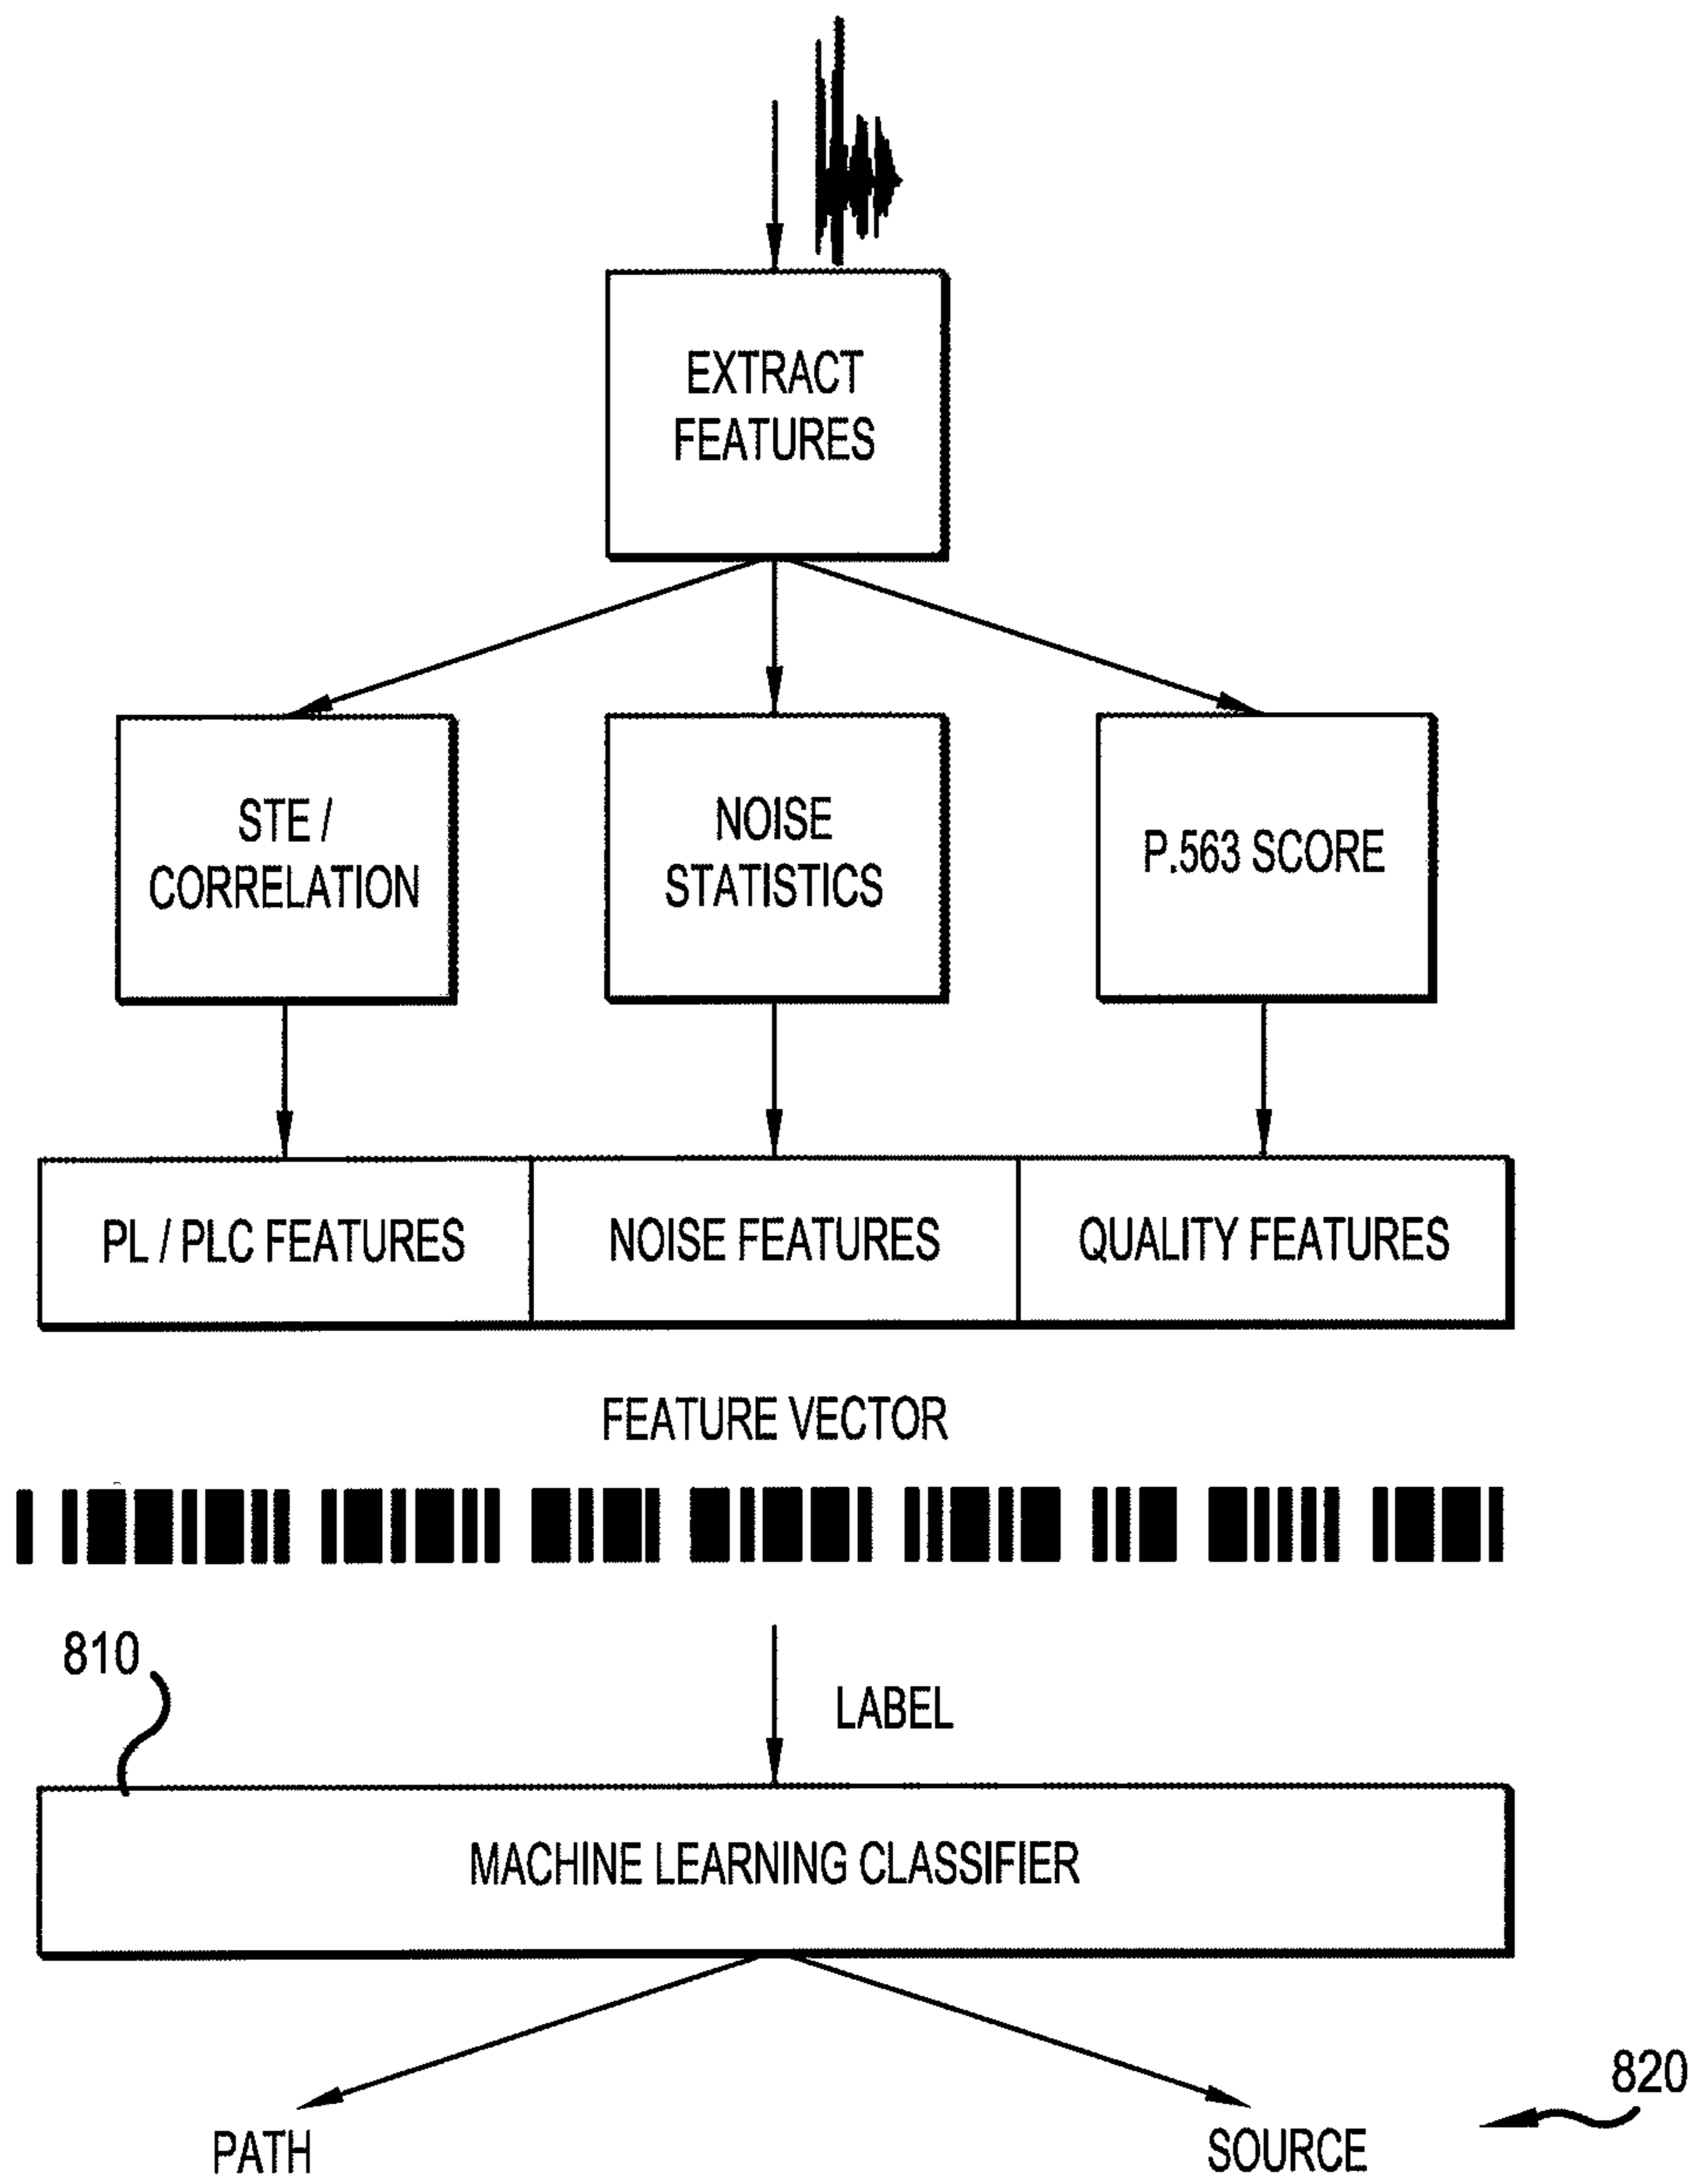 EXTRACT
FEATURES
STE /
CORRELATION
NOISE
STATISTICS
P.563 SCORE
PL / PLC FEATURES
NOISE FEATURES
QUALITY FEATURES
FEATURE VECTOR
810
LABEL
MACHINE LEARNING CLASSIFIER
820
PATH
SOURCE